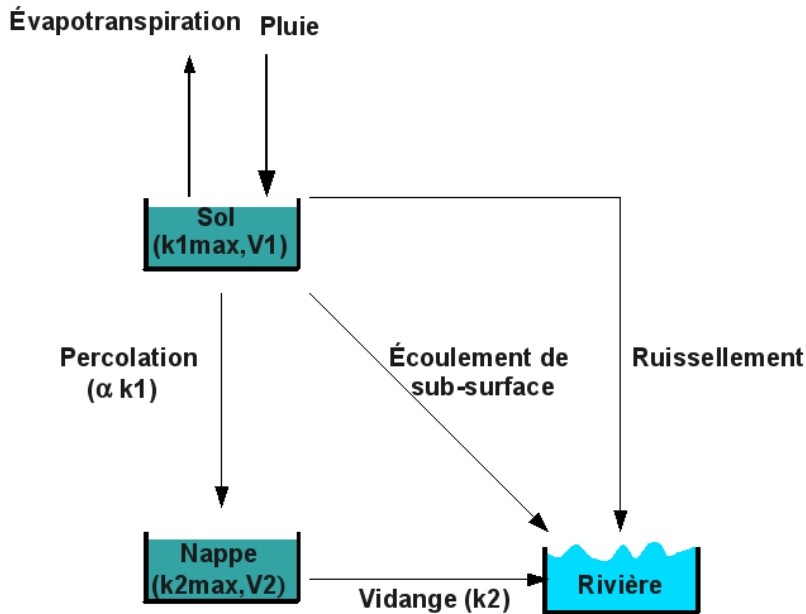 Évapotranspiration
Pluie
Sol
(k1max,V1)
Percolation
(α k1)
Écoulement de
sub-surface
Ruissellement
Nappe
(k2max,V2)
Vidange (k2)
Rivière